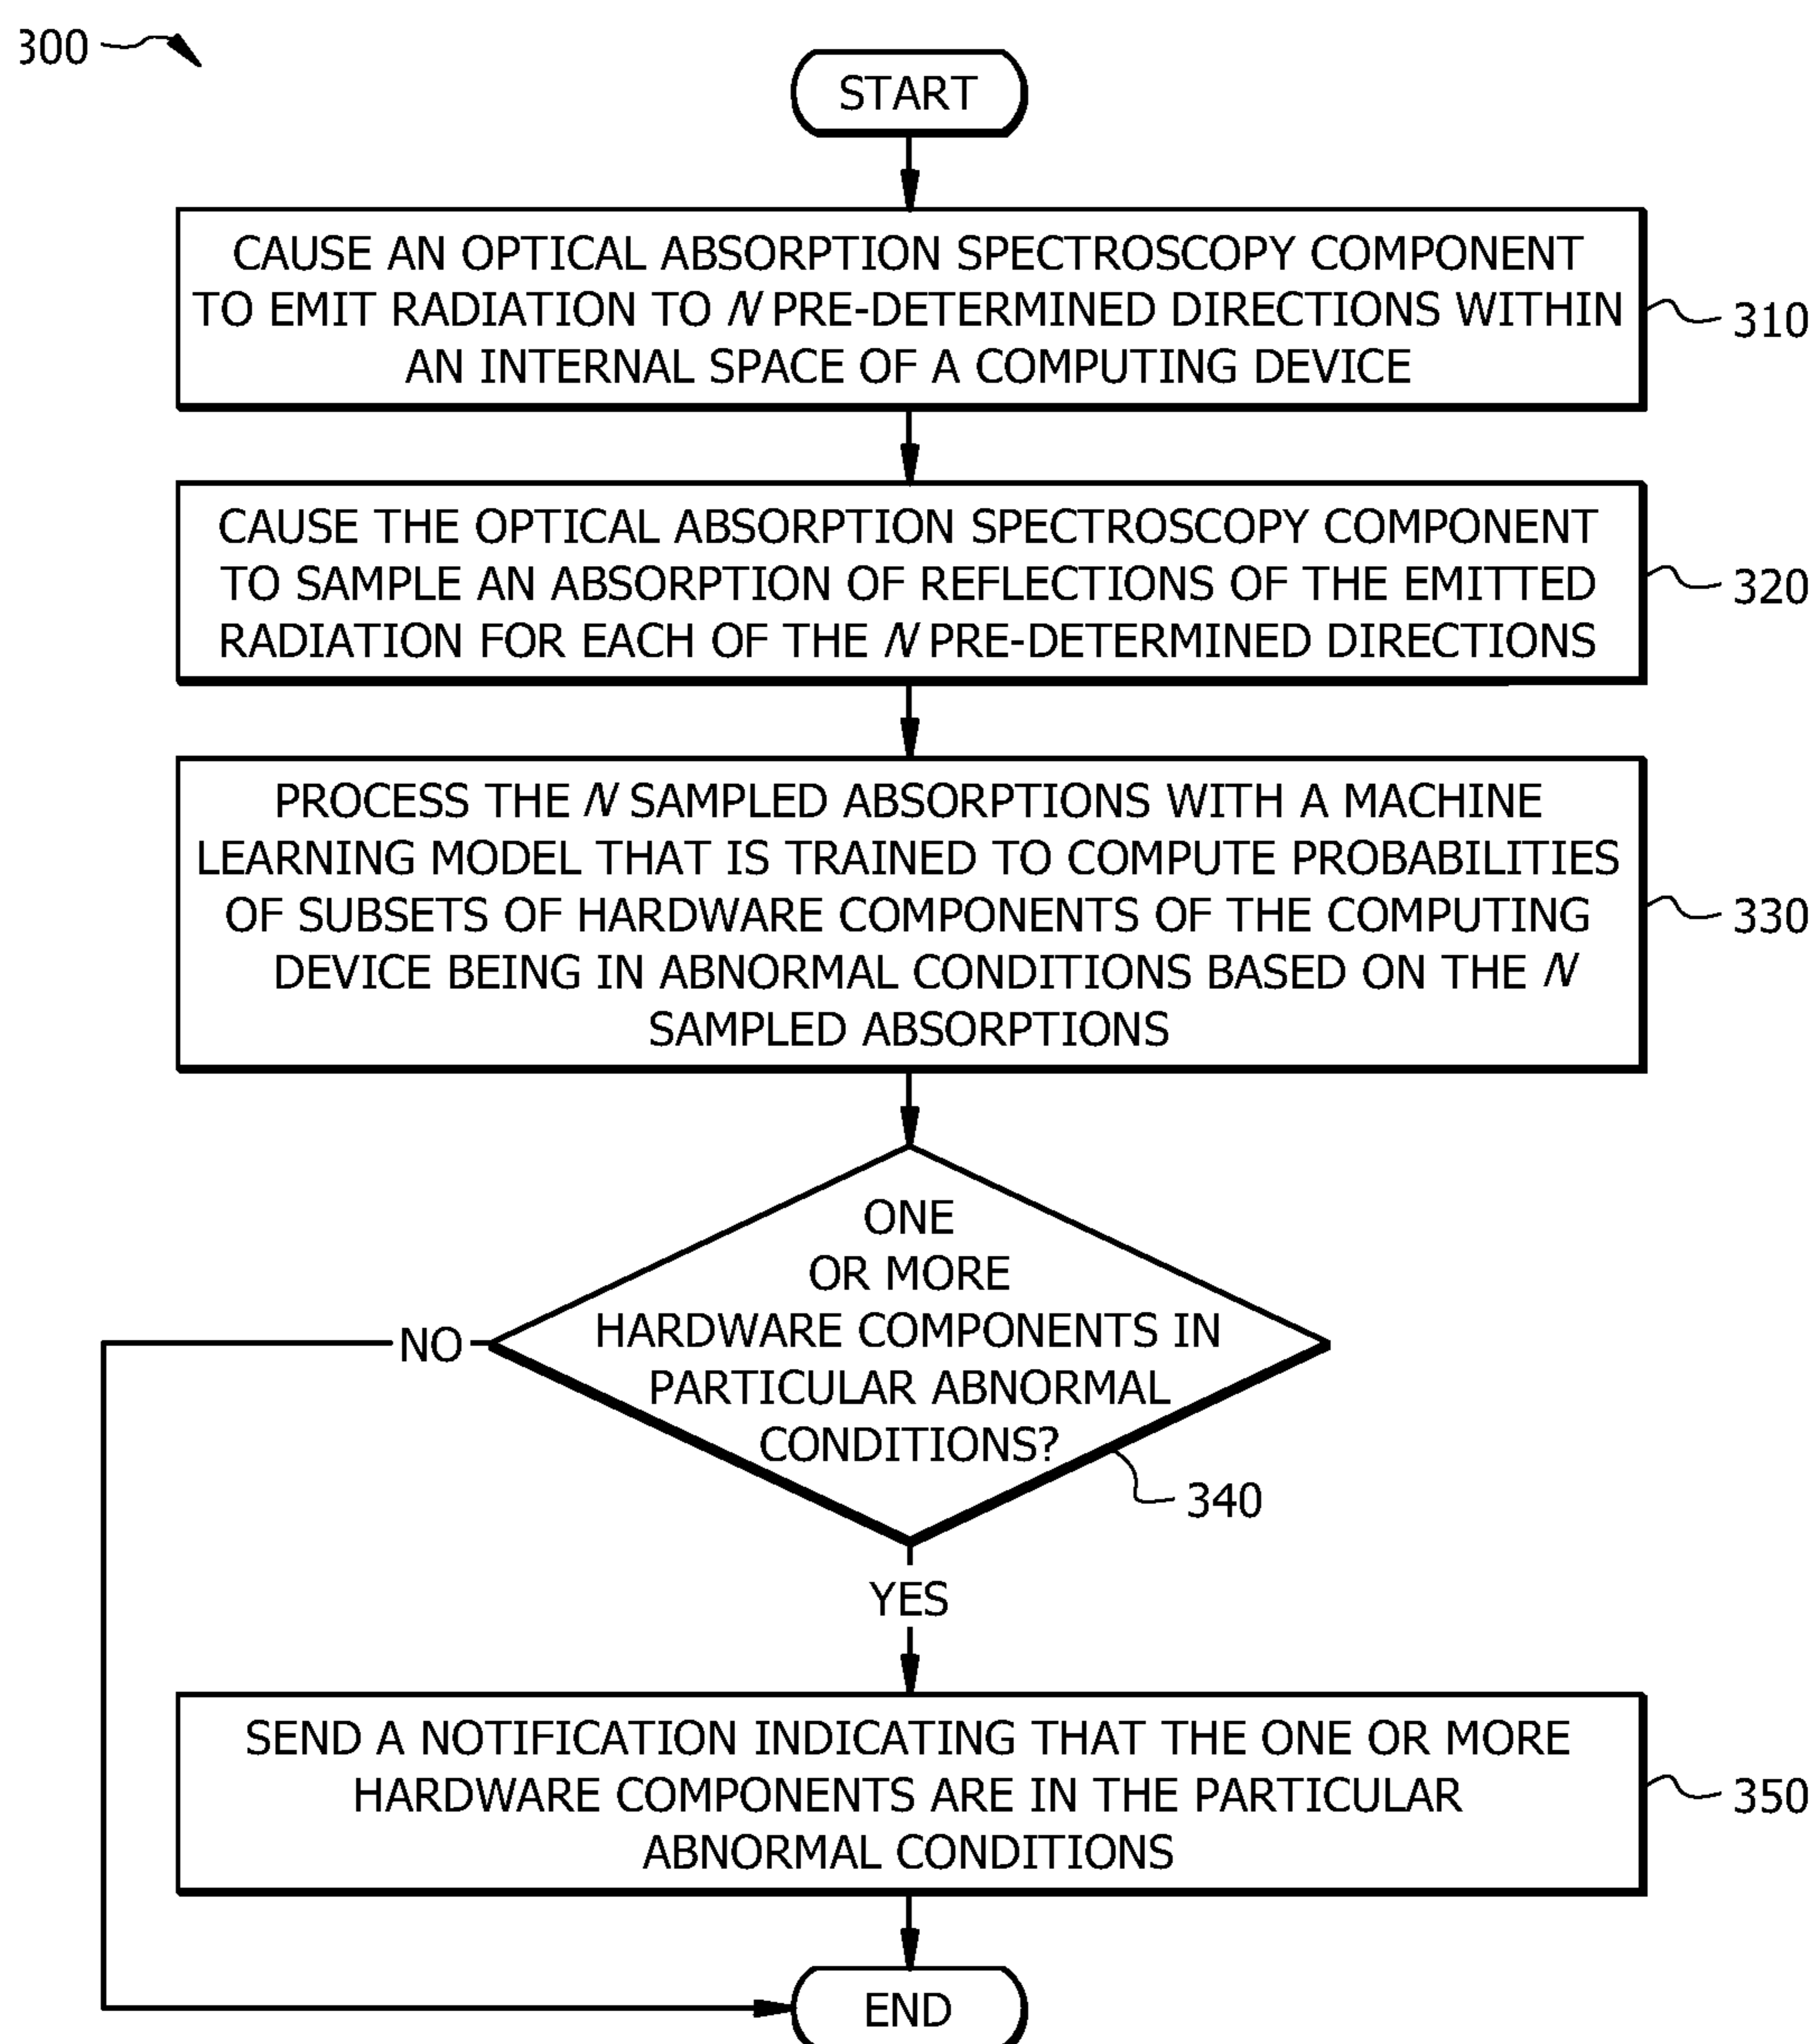 300
START
CAUSE AN OPTICAL ABSORPTION SPECTROSCOPY COMPONENT
TO EMIT RADIATION TO N PRE-DETERMINED DIRECTIONS WITHIN
AN INTERNAL SPACE OF A COMPUTING DEVICE
310
CAUSE THE OPTICAL ABSORPTION SPECTROSCOPY COMPONENT
TO SAMPLE AN ABSORPTION OF REFLECTIONS OF THE EMITTED
RADIATION FOR EACH OF THE N PRE-DETERMINED DIRECTIONS
320
PROCESS THE N SAMPLED ABSORPTIONS WITH A MACHINE
LEARNING MODEL THAT IS TRAINED TO COMPUTE PROBABILITIES
OF SUBSETS OF HARDWARE COMPONENTS OF THE COMPUTING
DEVICE BEING IN ABNORMAL CONDITIONS BASED ON THE N
SAMPLED ABSORPTIONS
330
ONE
OR MORE
HARDWARE COMPONENTS IN
PARTICULAR ABNORMAL
CONDITIONS?
NO
340
YES
SEND A NOTIFICATION INDICATING THAT THE ONE OR MORE
HARDWARE COMPONENTS ARE IN THE PARTICULAR
ABNORMAL CONDITIONS
350
END